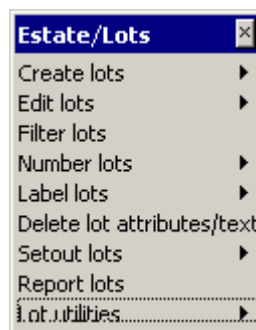 Estate/Lots
Create lots
Edit lots
Filter lots
Number lots
Label lots
Delete lot attributes/text
Setout lots
Report lots
Lot utilities